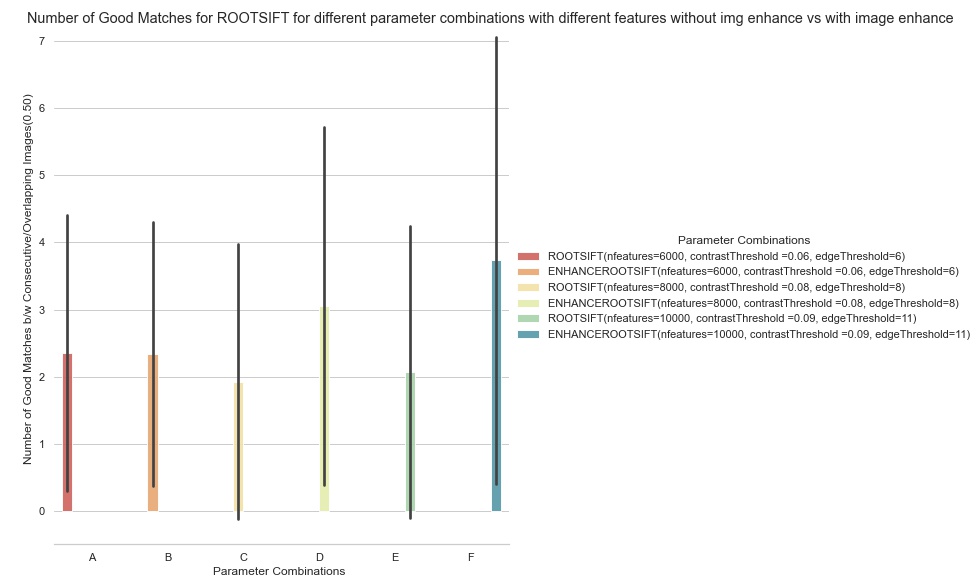 Number of Good Matches for ROOTSIFT for different parameter combinations with different features without img enhance vs with image enhance
7
6
5
4
3
2
1
0
Number of Good Matches b/w Consecutive/Overlapping Images(0.50)
A B C D E F
Parameter Combinations
Parameter Combinations
ROOTSIFT(nfeatures=6000, contrastThreshold =0.06, edgeThreshold=6)
ENHANCEROOTSIFT(nfeatures=6000, contrastThreshold =0.06, edgeThreshold=6)
ROOTSIFT(nfeatures=8000, contrastThreshold =0.08, edgeThreshold=8)
ENHANCEROOTSIFT(nfeatures=8000, contrastThreshold =0.08, edgeThreshold=8)
ROOTSIFT(nfeatures=10000, contrastThreshold =0.09, edgeThreshold=11)
ENHANCEROOTSIFT(nfeatures=10000, contrastThreshold =0.09, edgeThreshold=11)